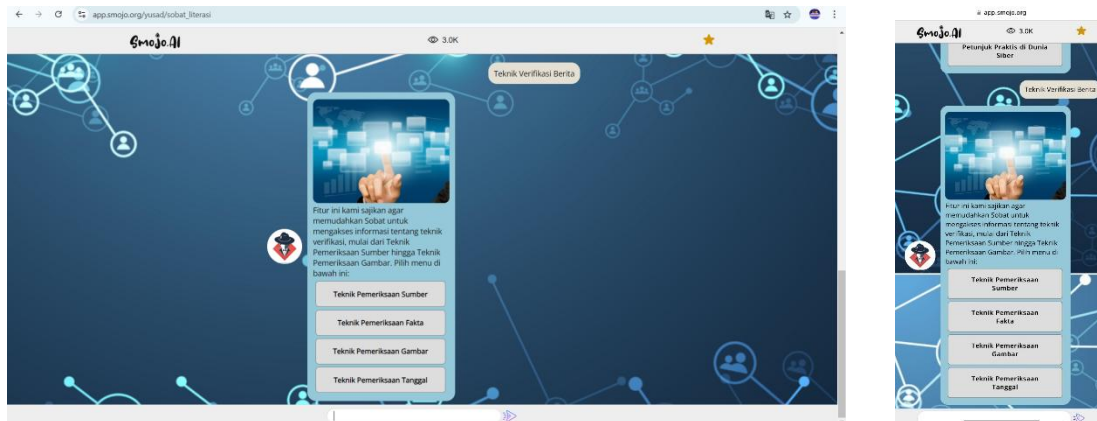 app.smojo.org/yusad/sobat_literasi
Smojo.AI
3.0K
Teknik Verifikasi Berita
Fitur ini kami sajikan agar
memudahkan Sobat untuk
mengakses informasi tentang teknik
verifikasi, mulai dari Teknik
Pemeriksaan Sumber hingga Teknik
Pemeriksaan Gambar. Pilih menu di
bawah ini:
Teknik Pemeriksaan Sumber
Teknik Pemeriksaan Fakta
Teknik Pemeriksaan Gambar
Teknik Pemeriksaan Tanggal
app.smojo.org
Smojo.AI
3.0K
Petunjuk Praktis di Dunia
Siber
Teknik Verifikasi Berita
Fitur ini kami sajikan agar
memudahkan Sobat untuk
mengakses informasi tentang teknik
verifikasi, mulai dari Teknik
Pemeriksaan Sumber hingga Teknik
Pemeriksaan Gambar. Pilih menu di
bawah ini:
Teknik Pemeriksaan
Sumber
Teknik Pemeriksaan
Fakta
Teknik Pemeriksaan
Gambar
Teknik Pemeriksaan
Tanggal